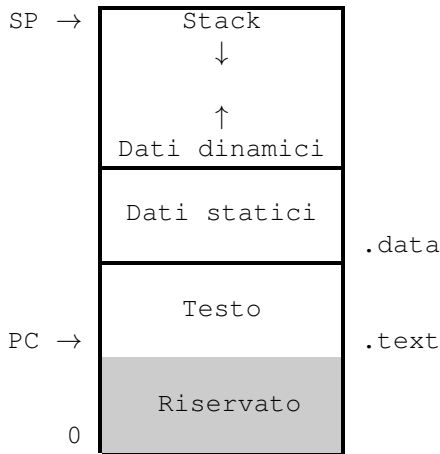 SP → Stack
↓
↑
Dati dinamici
Dati statici
.data
Testo
PC → .text
Riservato
0